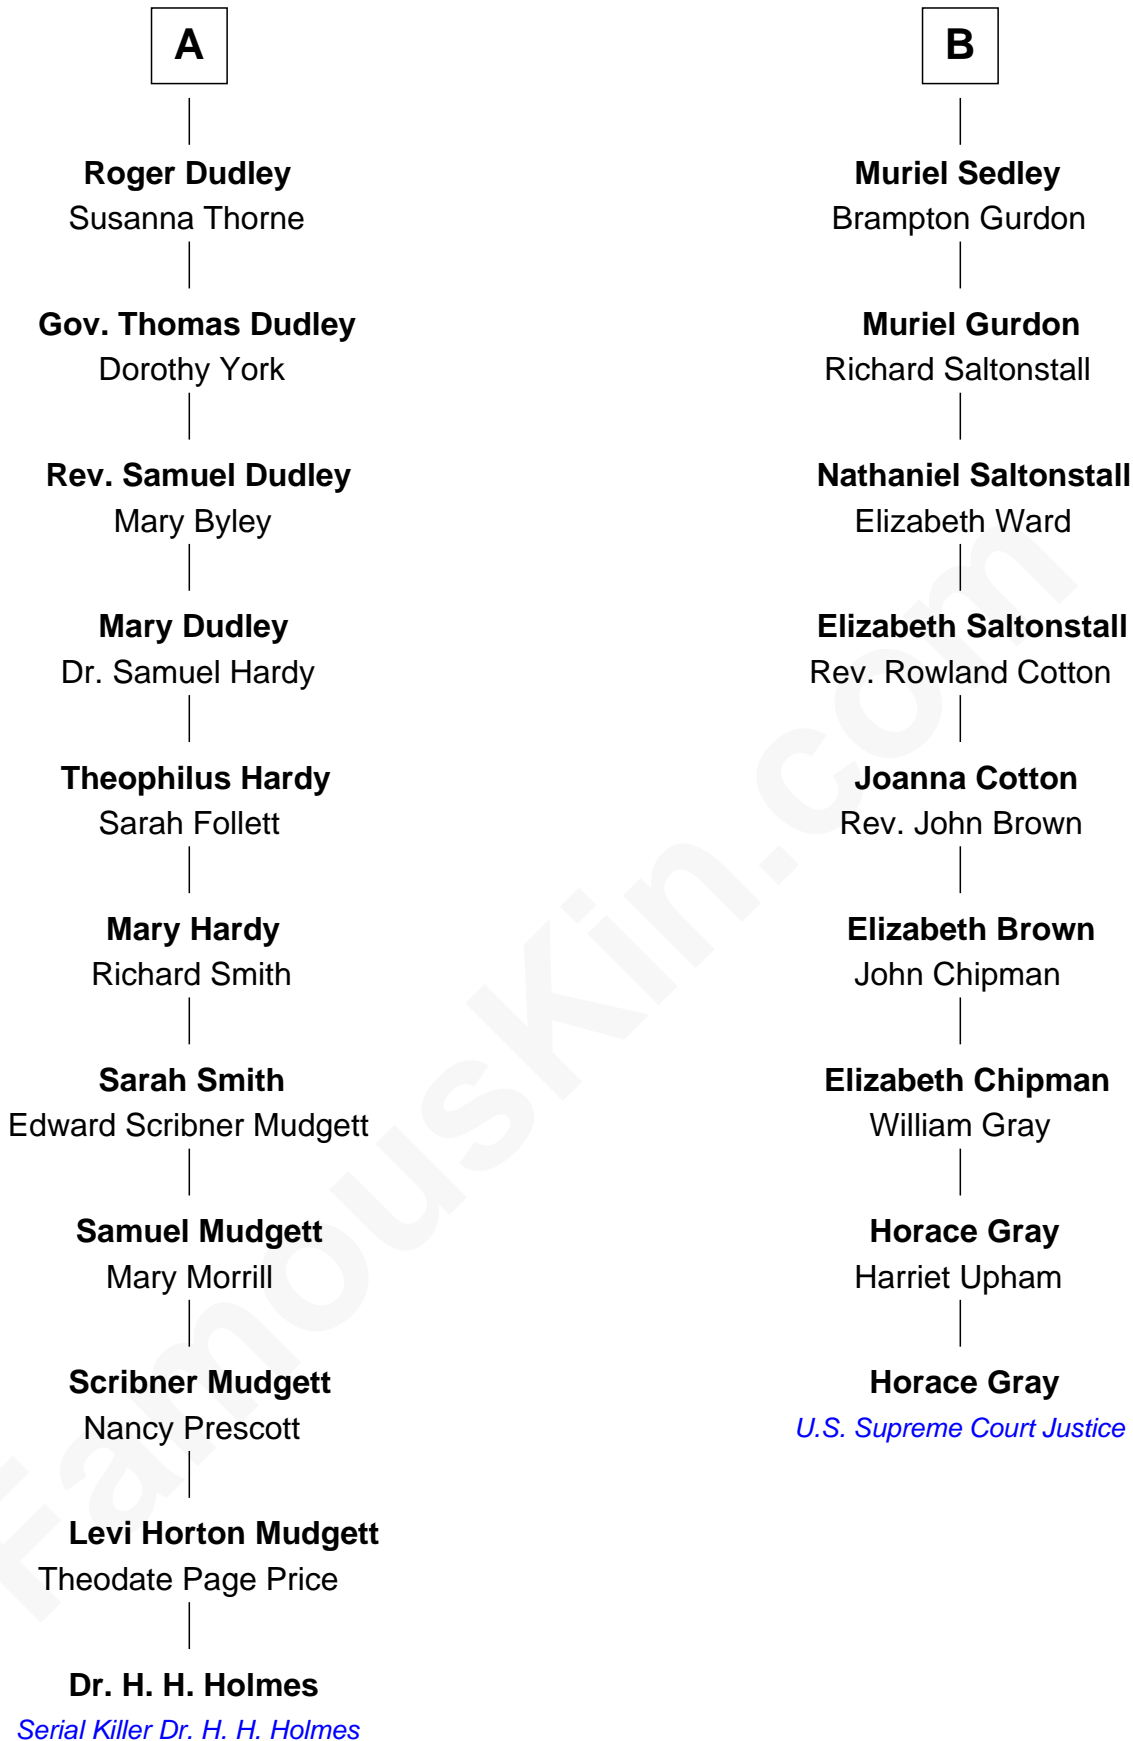 A
Roger Dudley
Susanna Thorne
Gov. Thomas Dudley
Dorothy York
Rev. Samuel Dudley
Mary Byley
Mary Dudley
Dr. Samuel Hardy
Theophilus Hardy
Sarah Follett
Mary Hardy
Richard Smith
Sarah Smith
Edward Scribner Mudgett
Samuel Mudgett
Mary Morrill
Scribner Mudgett
Nancy Prescott
Levi Horton Mudgett
Theodate Page Price
Dr. H. H. Holmes
Serial Killer Dr. H. H. Holmes
B
Muriel Sedley
Brampton Gurdon
Muriel Gurdon
Richard Saltonstall
Nathaniel Saltonstall
Elizabeth Ward
Elizabeth Saltonstall
Rev. Rowland Cotton
Joanna Cotton
Rev. John Brown
Elizabeth Brown
John Chipman
Elizabeth Chipman
William Gray
Horace Gray
Harriet Upham
Horace Gray
U.S. Supreme Court Justice
FamousKin.com